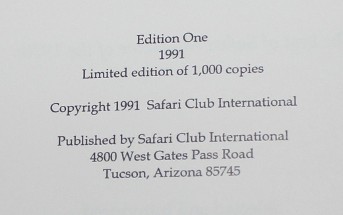 Edition One
1991
Limited edition of 1,000 copies
Copyright 1991 Safari Club International
Published by Safari Club International
4800 West Gates Pass Road
Tucson, Arizona 85745